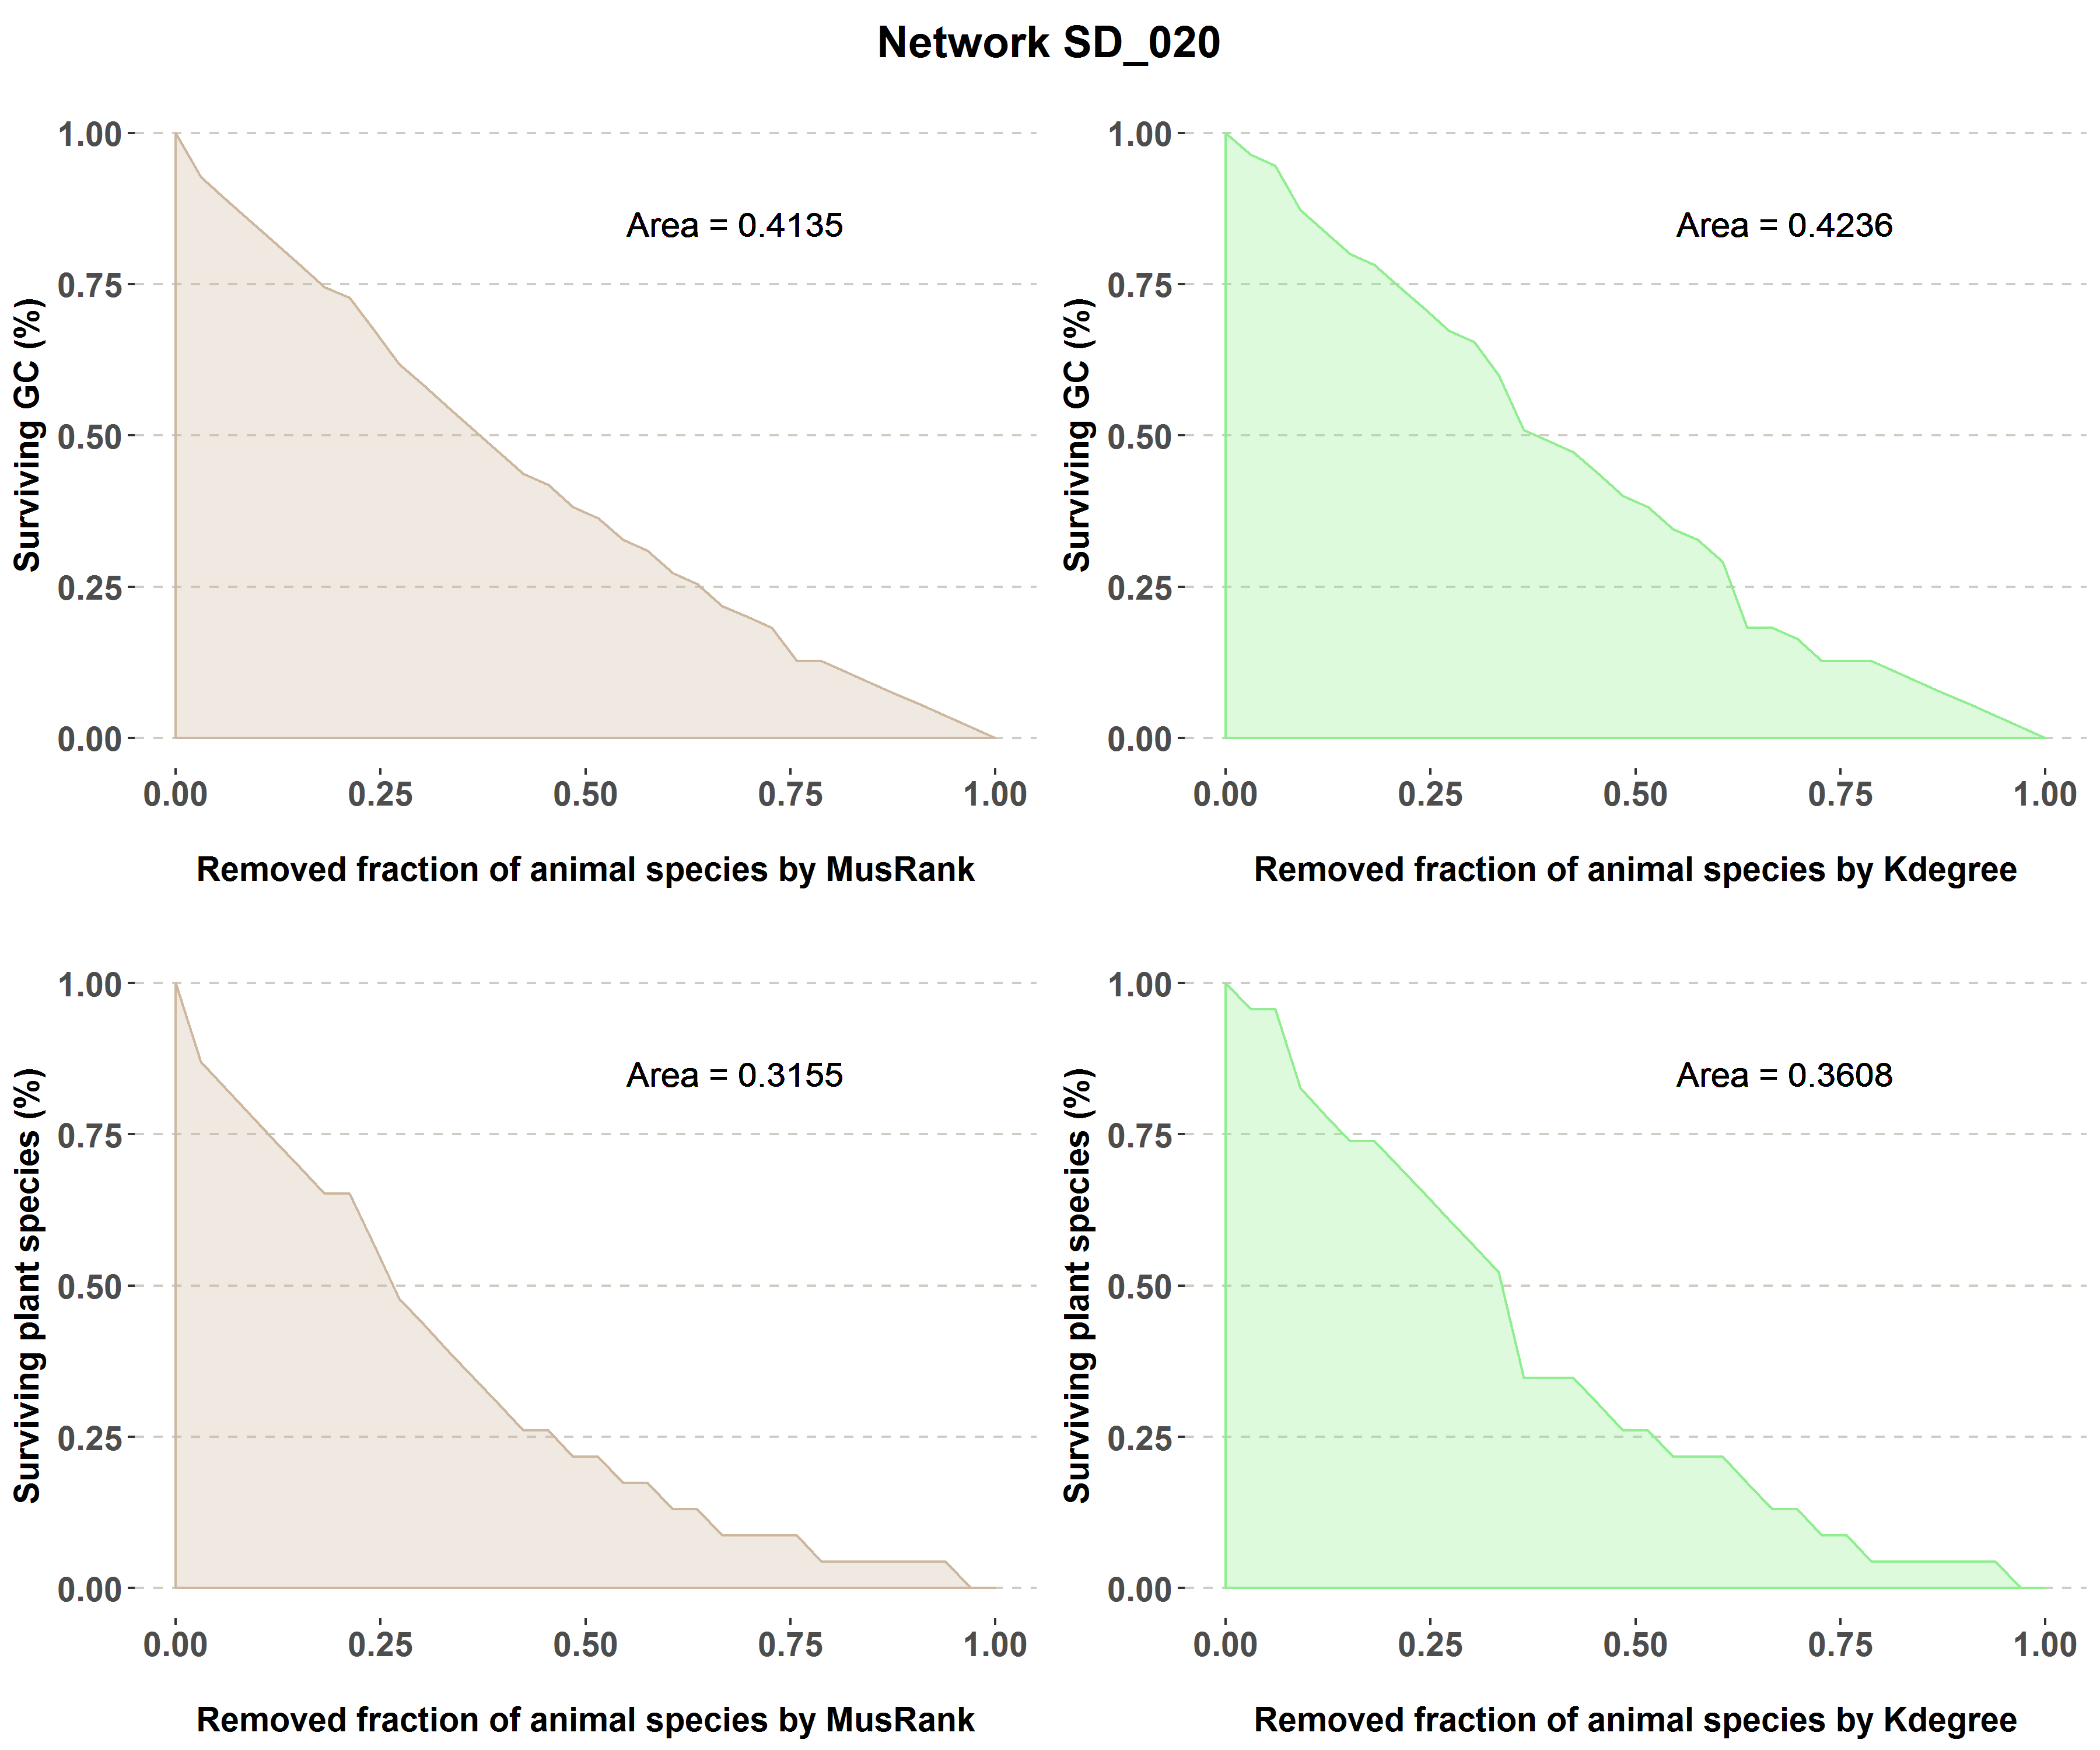 Network SD_020
Surviving GC (%)
1.00
0.75
0.50
0.25
0.00
Area = 0.4135
0.00 0.25 0.50 0.75 1.00
Removed fraction of animal species by MusRank
Surviving GC (%)
1.00
0.75
0.50
0.25
0.00
Area = 0.4236
0.00 0.25 0.50 0.75 1.00
Removed fraction of animal species by Kdegree
Surviving plant species (%)
1.00
0.75
0.50
0.25
0.00
Area = 0.3155
0.00 0.25 0.50 0.75 1.00
Removed fraction of animal species by MusRank
Surviving plant species (%)
1.00
0.75
0.50
0.25
0.00
Area = 0.3608
0.00 0.25 0.50 0.75 1.00
Removed fraction of animal species by Kdegree